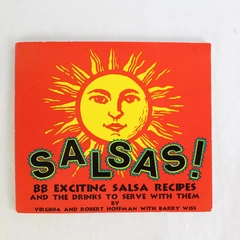 SALSAS!
88 EXCITING SALSA RECIPES
AND THE DRINKS TO SERVE WITH THEM
BY
VIRGINIA AND ROBERT HOFFMAN WITH BARRY WISS